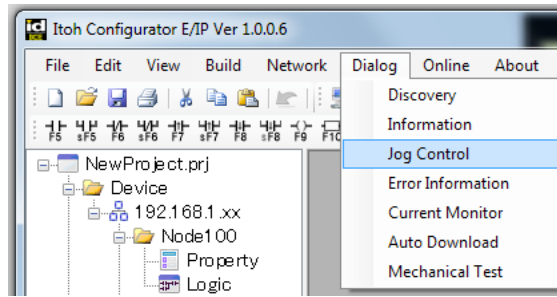 Itoh Configurator E/IP Ver 1.0.0.6
File Edit View Build Network Dialog Online About
F5 sF5 F6 sF6 F7 sF7 F8 sF8 F9 F10
Discovery
Information
Jog Control
Error Information
Current Monitor
Auto Download
Mechanical Test
NewProject.prj
Device
192.168.1.xx
Node100
Property
Logic